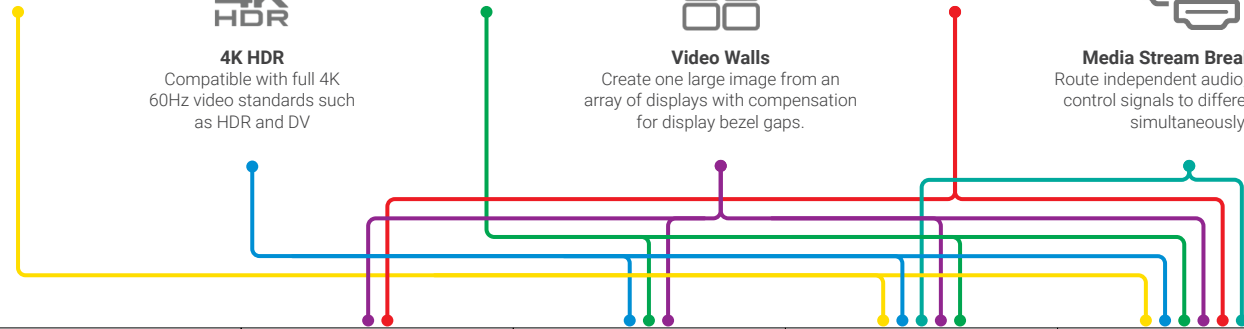 4K
HDR
4K HDR
Compatible with full 4K
60Hz video standards such
as HDR and DV
Video Walls
Create one large image from an
array of displays with compensation
for display bezel gaps.
Media Stream
Route independent audio
control signals to
simultaneously